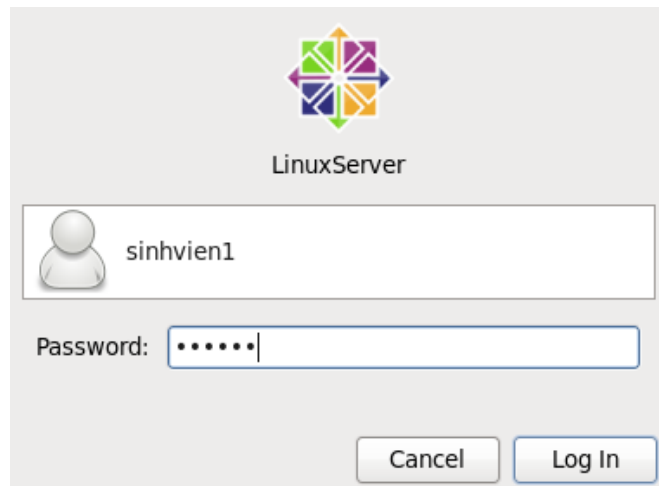 LinuxServer
sinhvien1
Password: ••••••
Cancel Log In